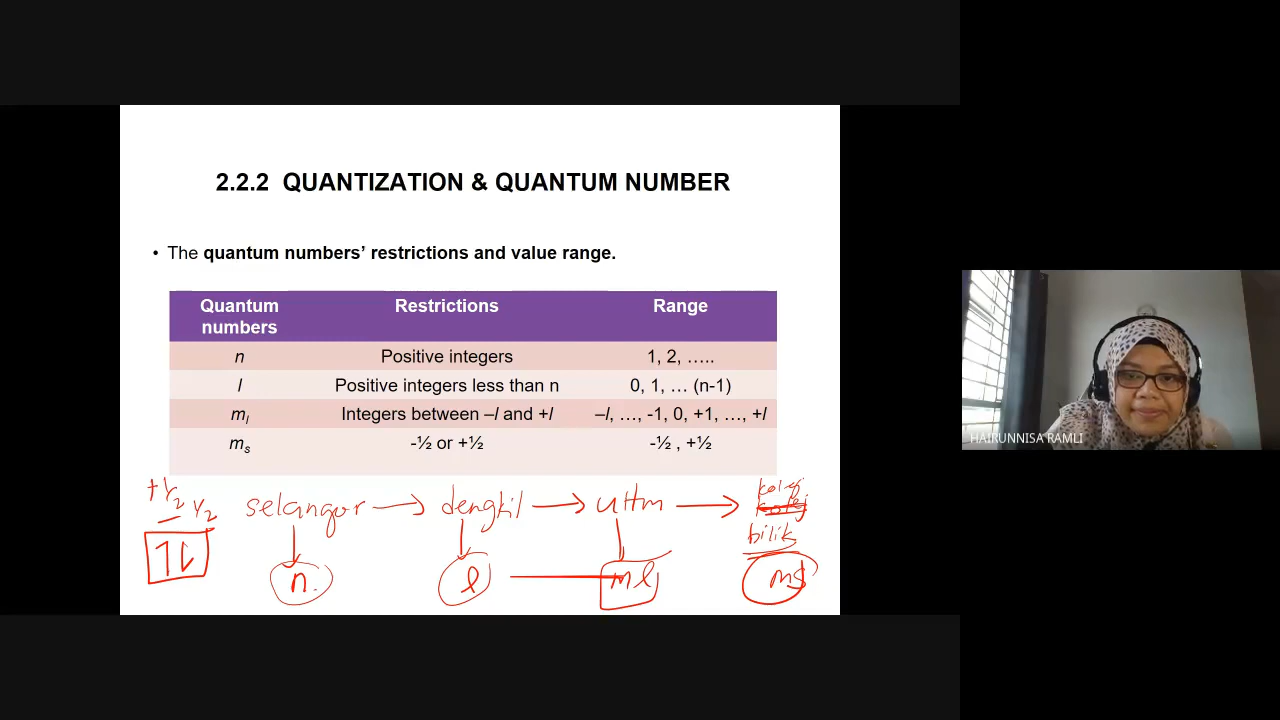 2.2.2 QUANTIZATION & QUANTUM NUMBER
• The quantum numbers’ restrictions and value range.
Quantum numbers Restrictions Range
n Positive integers 1, 2, …..
l Positive integers less than n 0, 1, … (n-1)
ml Integers between –l and +l –l, …, -1, 0, +1, …, +l
ms -½ or +½ -½ , +½
+½ -½
selangor → dengkil → uitm → kolej
kolej
bilik
↑↓ n. l ml ms
HAIRUNNISA RAMLI